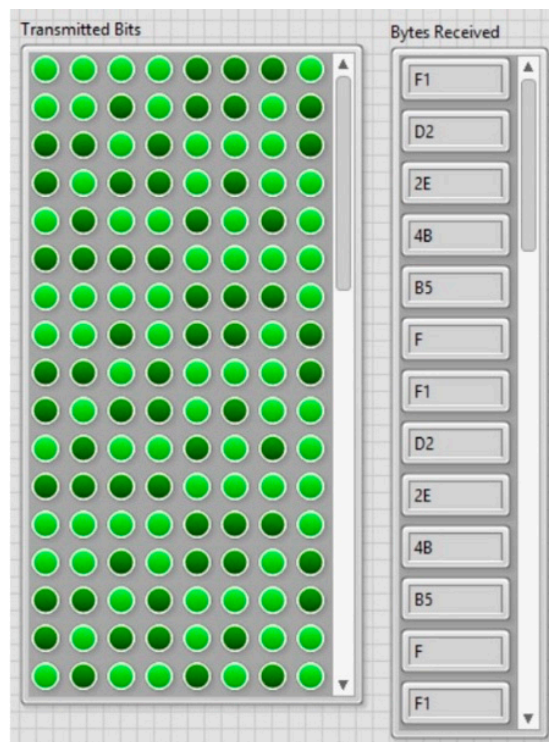 Transmitted Bits
Bytes Received
F1
D2
2E
4B
B5
F
F1
D2
2E
4B
B5
F
F1